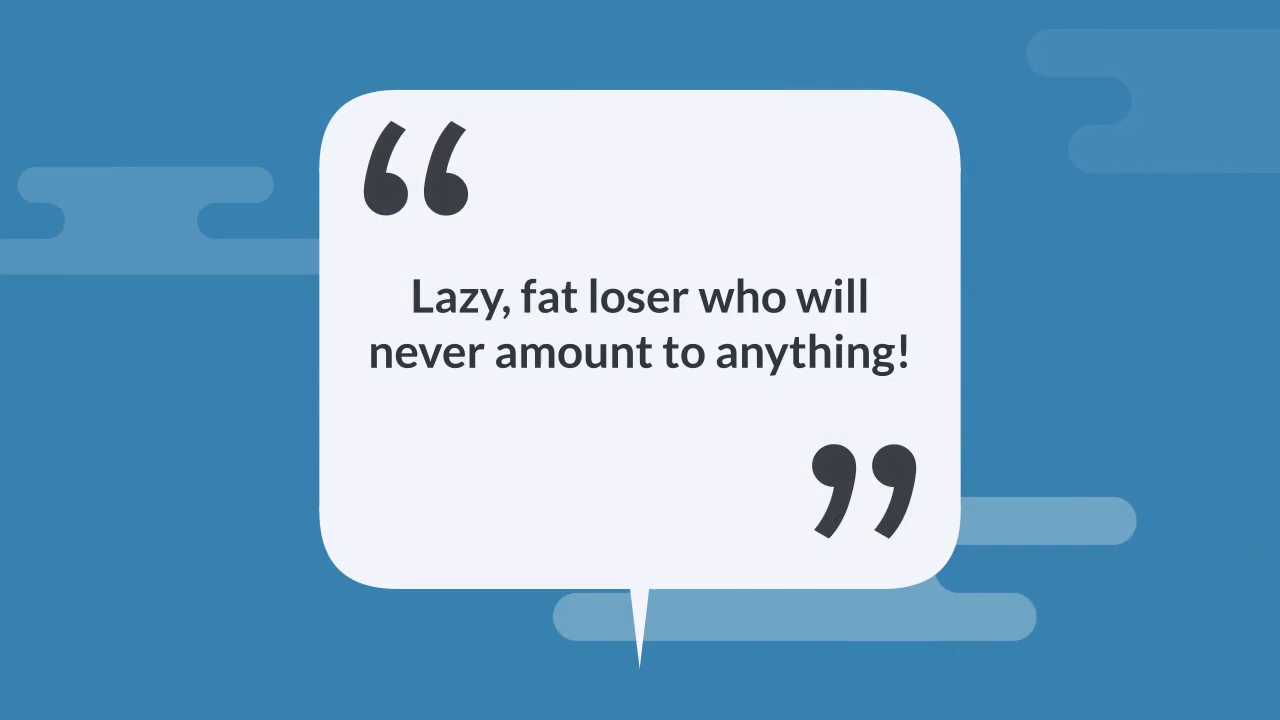 “
Lazy, fat loser who will
never amount to anything!
”